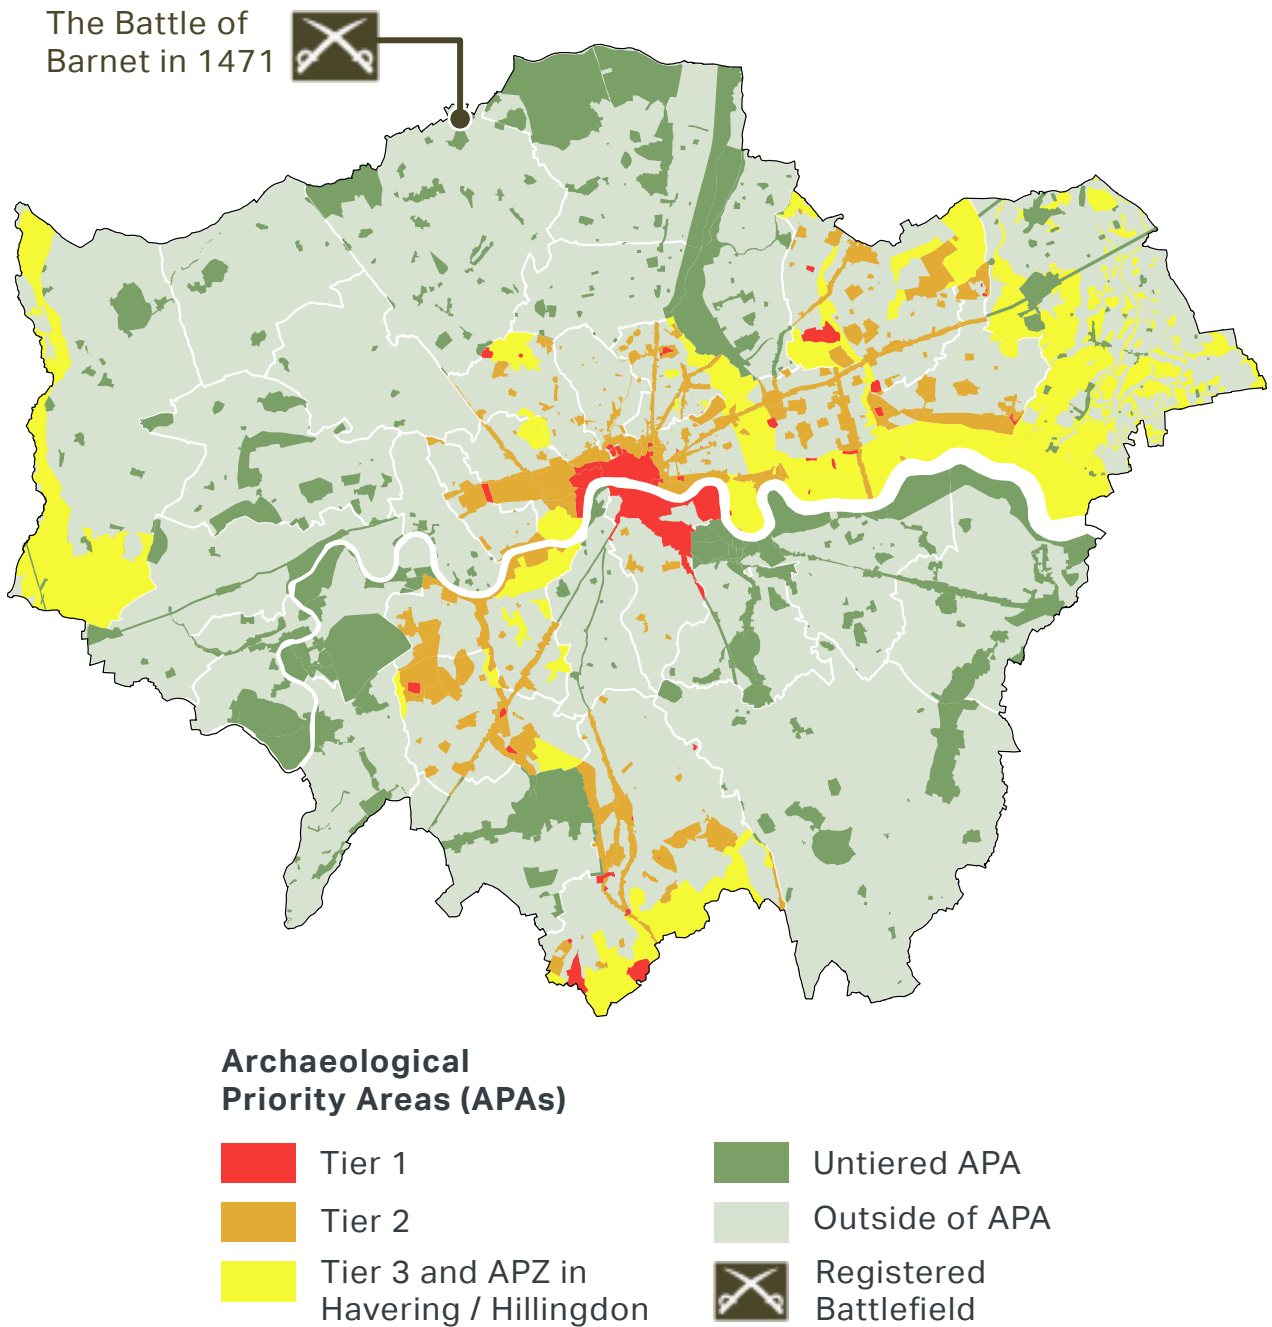 The Battle of
Barnet in 1471
Archaeological
Priority Areas (APAs)
Tier 1
Tier 2
Tier 3 and APZ in
Havering / Hillingdon
Untiered APA
Outside of APA
Registered
Battlefield